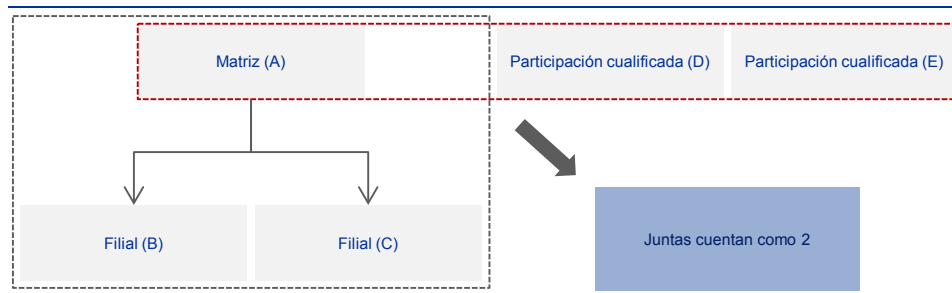 Matriz (A)
Participación cualificada (D)
Participación cualificada (E)
Filial (B)
Filial (C)
Juntas cuentan como 2